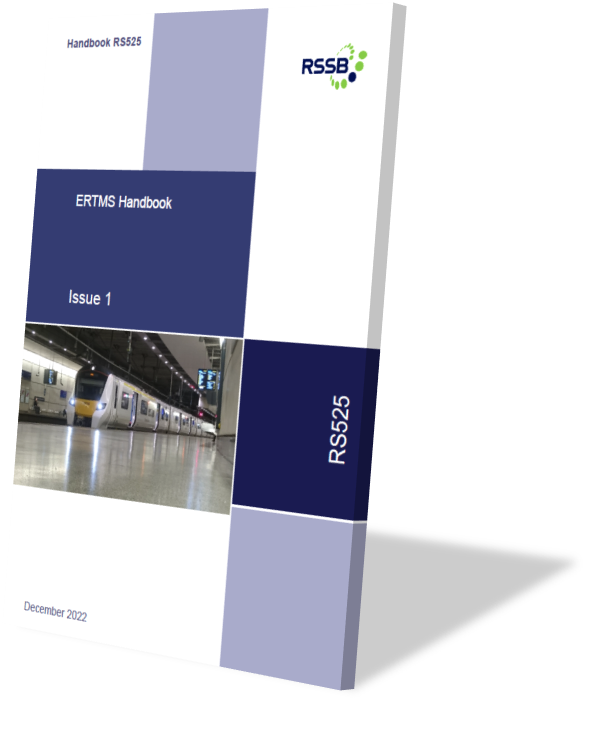 Handbook RS525
RSSB
ERTMS Handbook
Issue 1
RS525
December 2022